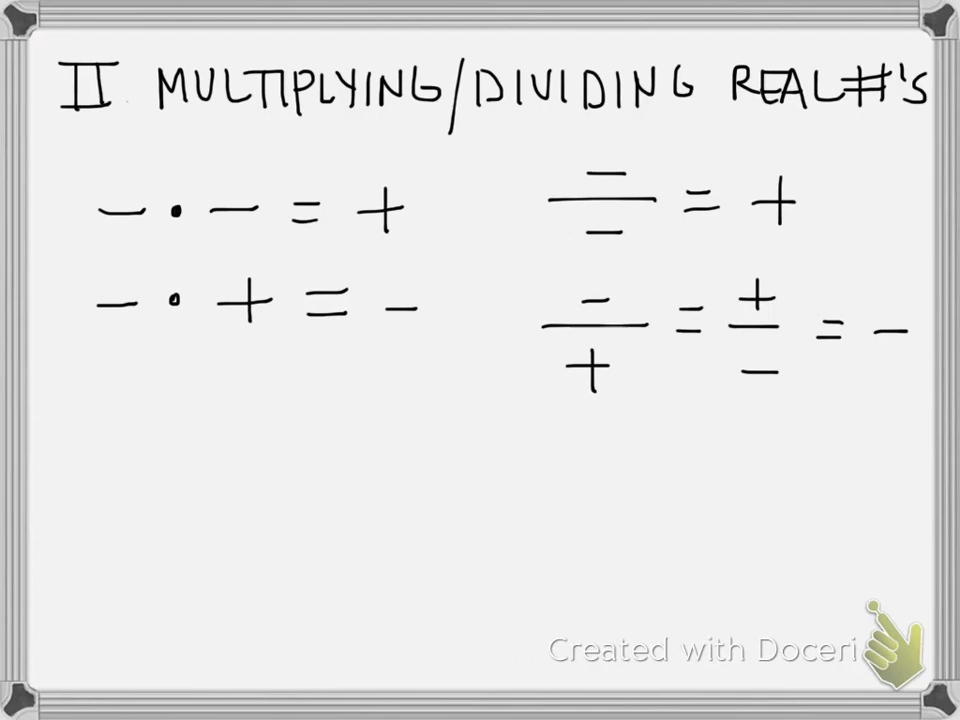 II MULTIPLYING/DIVIDING REAL #'S
− · − = +
− · + = −
−/− = +
−/+ = +/− = −
Created with Doceri